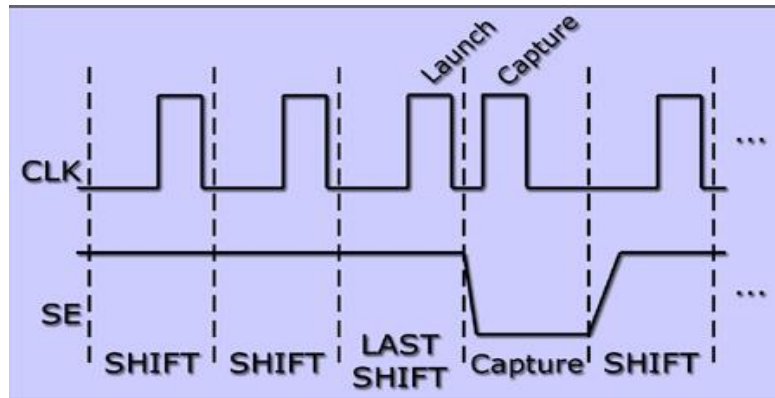 Launch
Capture
CLK
...
SE
...
SHIFT
SHIFT
LAST
SHIFT
Capture
SHIFT